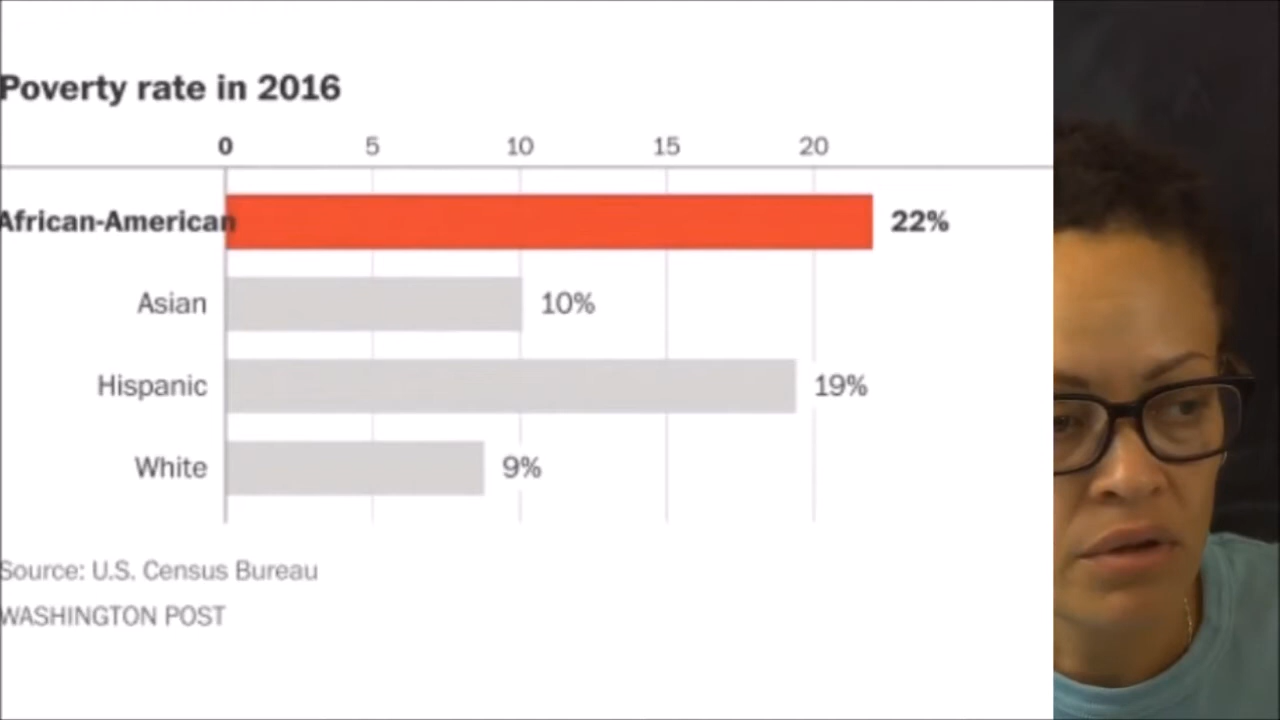 Poverty rate in 2016
0 5 10 15 20
African-American 22%
Asian 10%
Hispanic 19%
White 9%
Source: U.S. Census Bureau
WASHINGTON POST